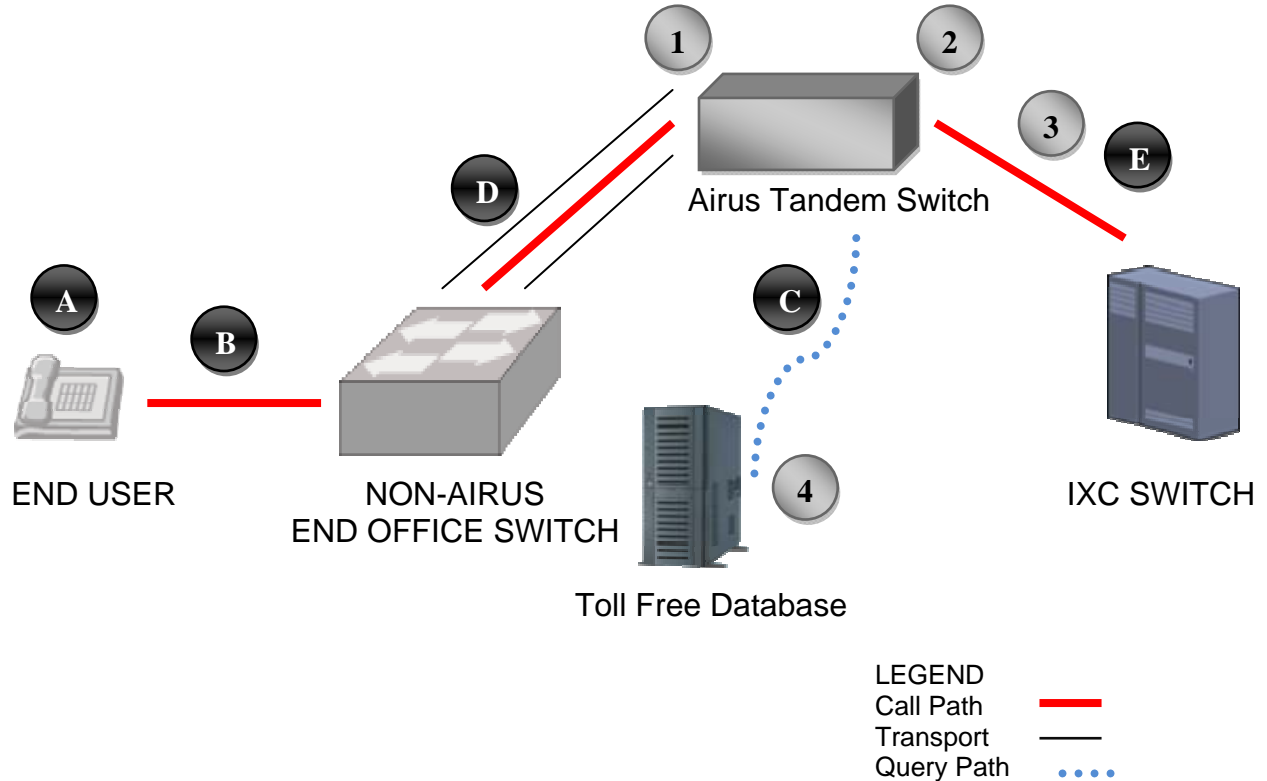 1
2
3
E
D
Airus Tandem Switch
A
B
C
END USER
NON-AIRUS
END OFFICE SWITCH
4
IXC SWITCH
Toll Free Database
LEGEND
Call Path
Transport
Query Path